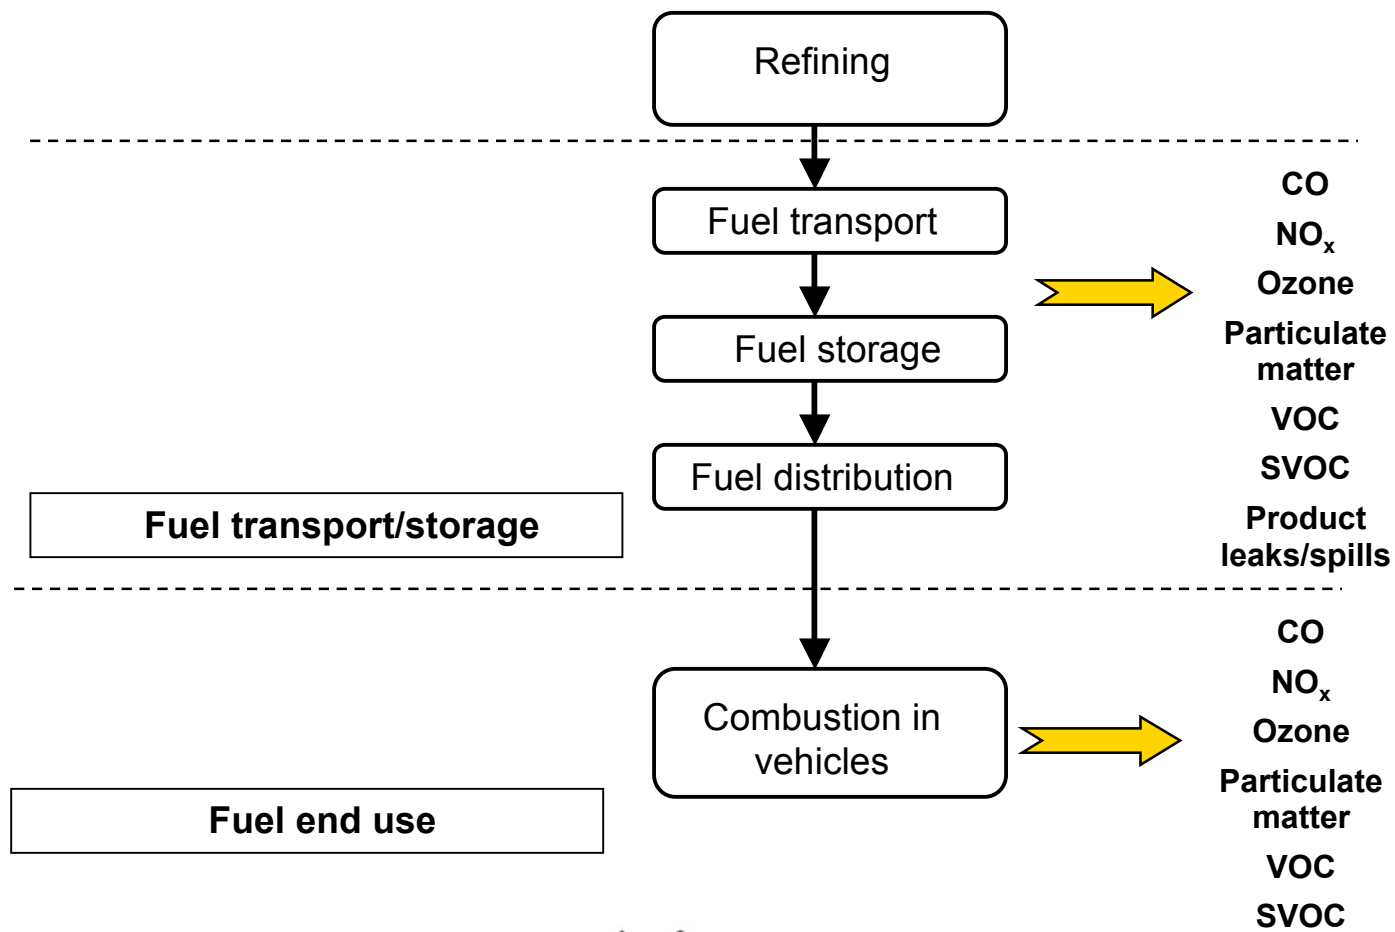 Refining
Fuel transport
Fuel storage
Fuel distribution
Fuel transport/storage
CO
NOx
Ozone
Particulate
matter
VOC
SVOC
Product
leaks/spills
Combustion in
vehicles
Fuel end use
CO
NOx
Ozone
Particulate
matter
VOC
SVOC